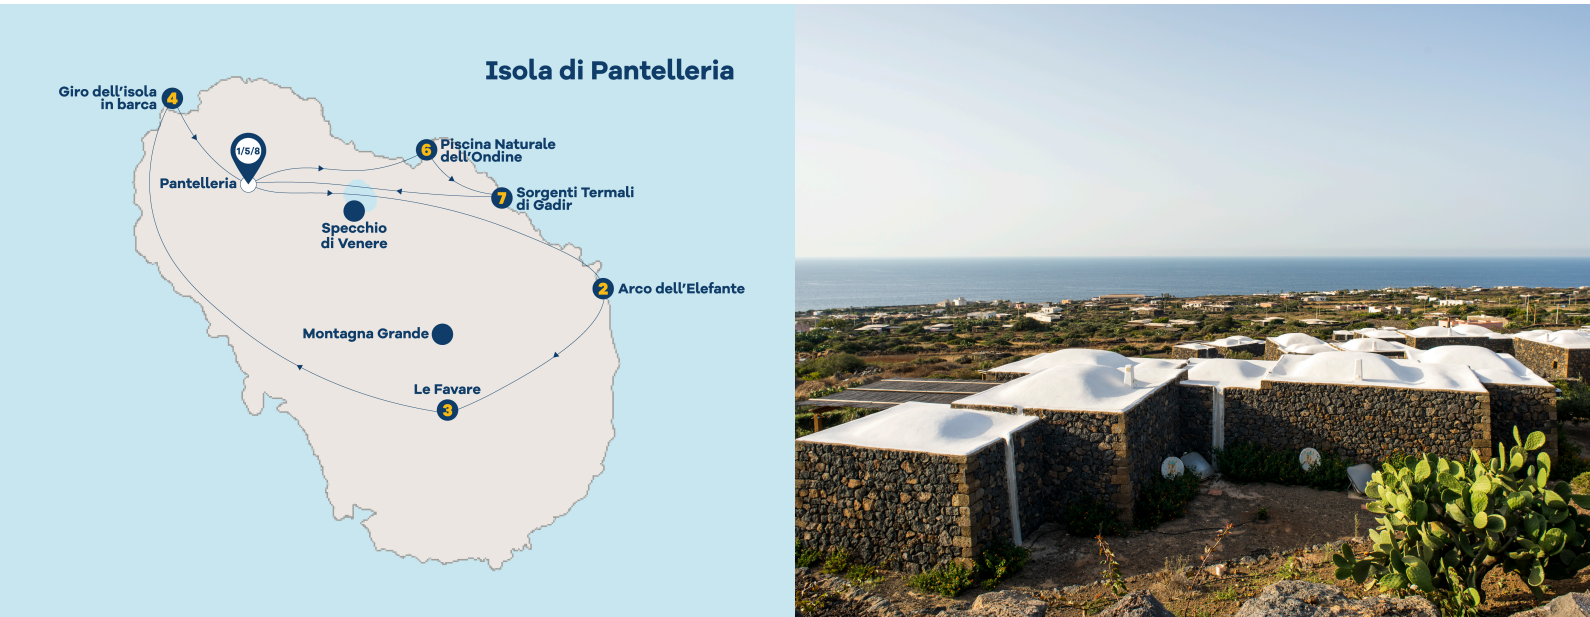 Isola di Pantelleria
Giro dell'isola
in barca
4
1/5/8
Pantelleria
6
Piscina Naturale
dell'Ondine
7
Sorgenti Termali
di Gadir
Specchio
di Venere
2
Arco dell'Elefante
Montagna Grande
Le Favare
3